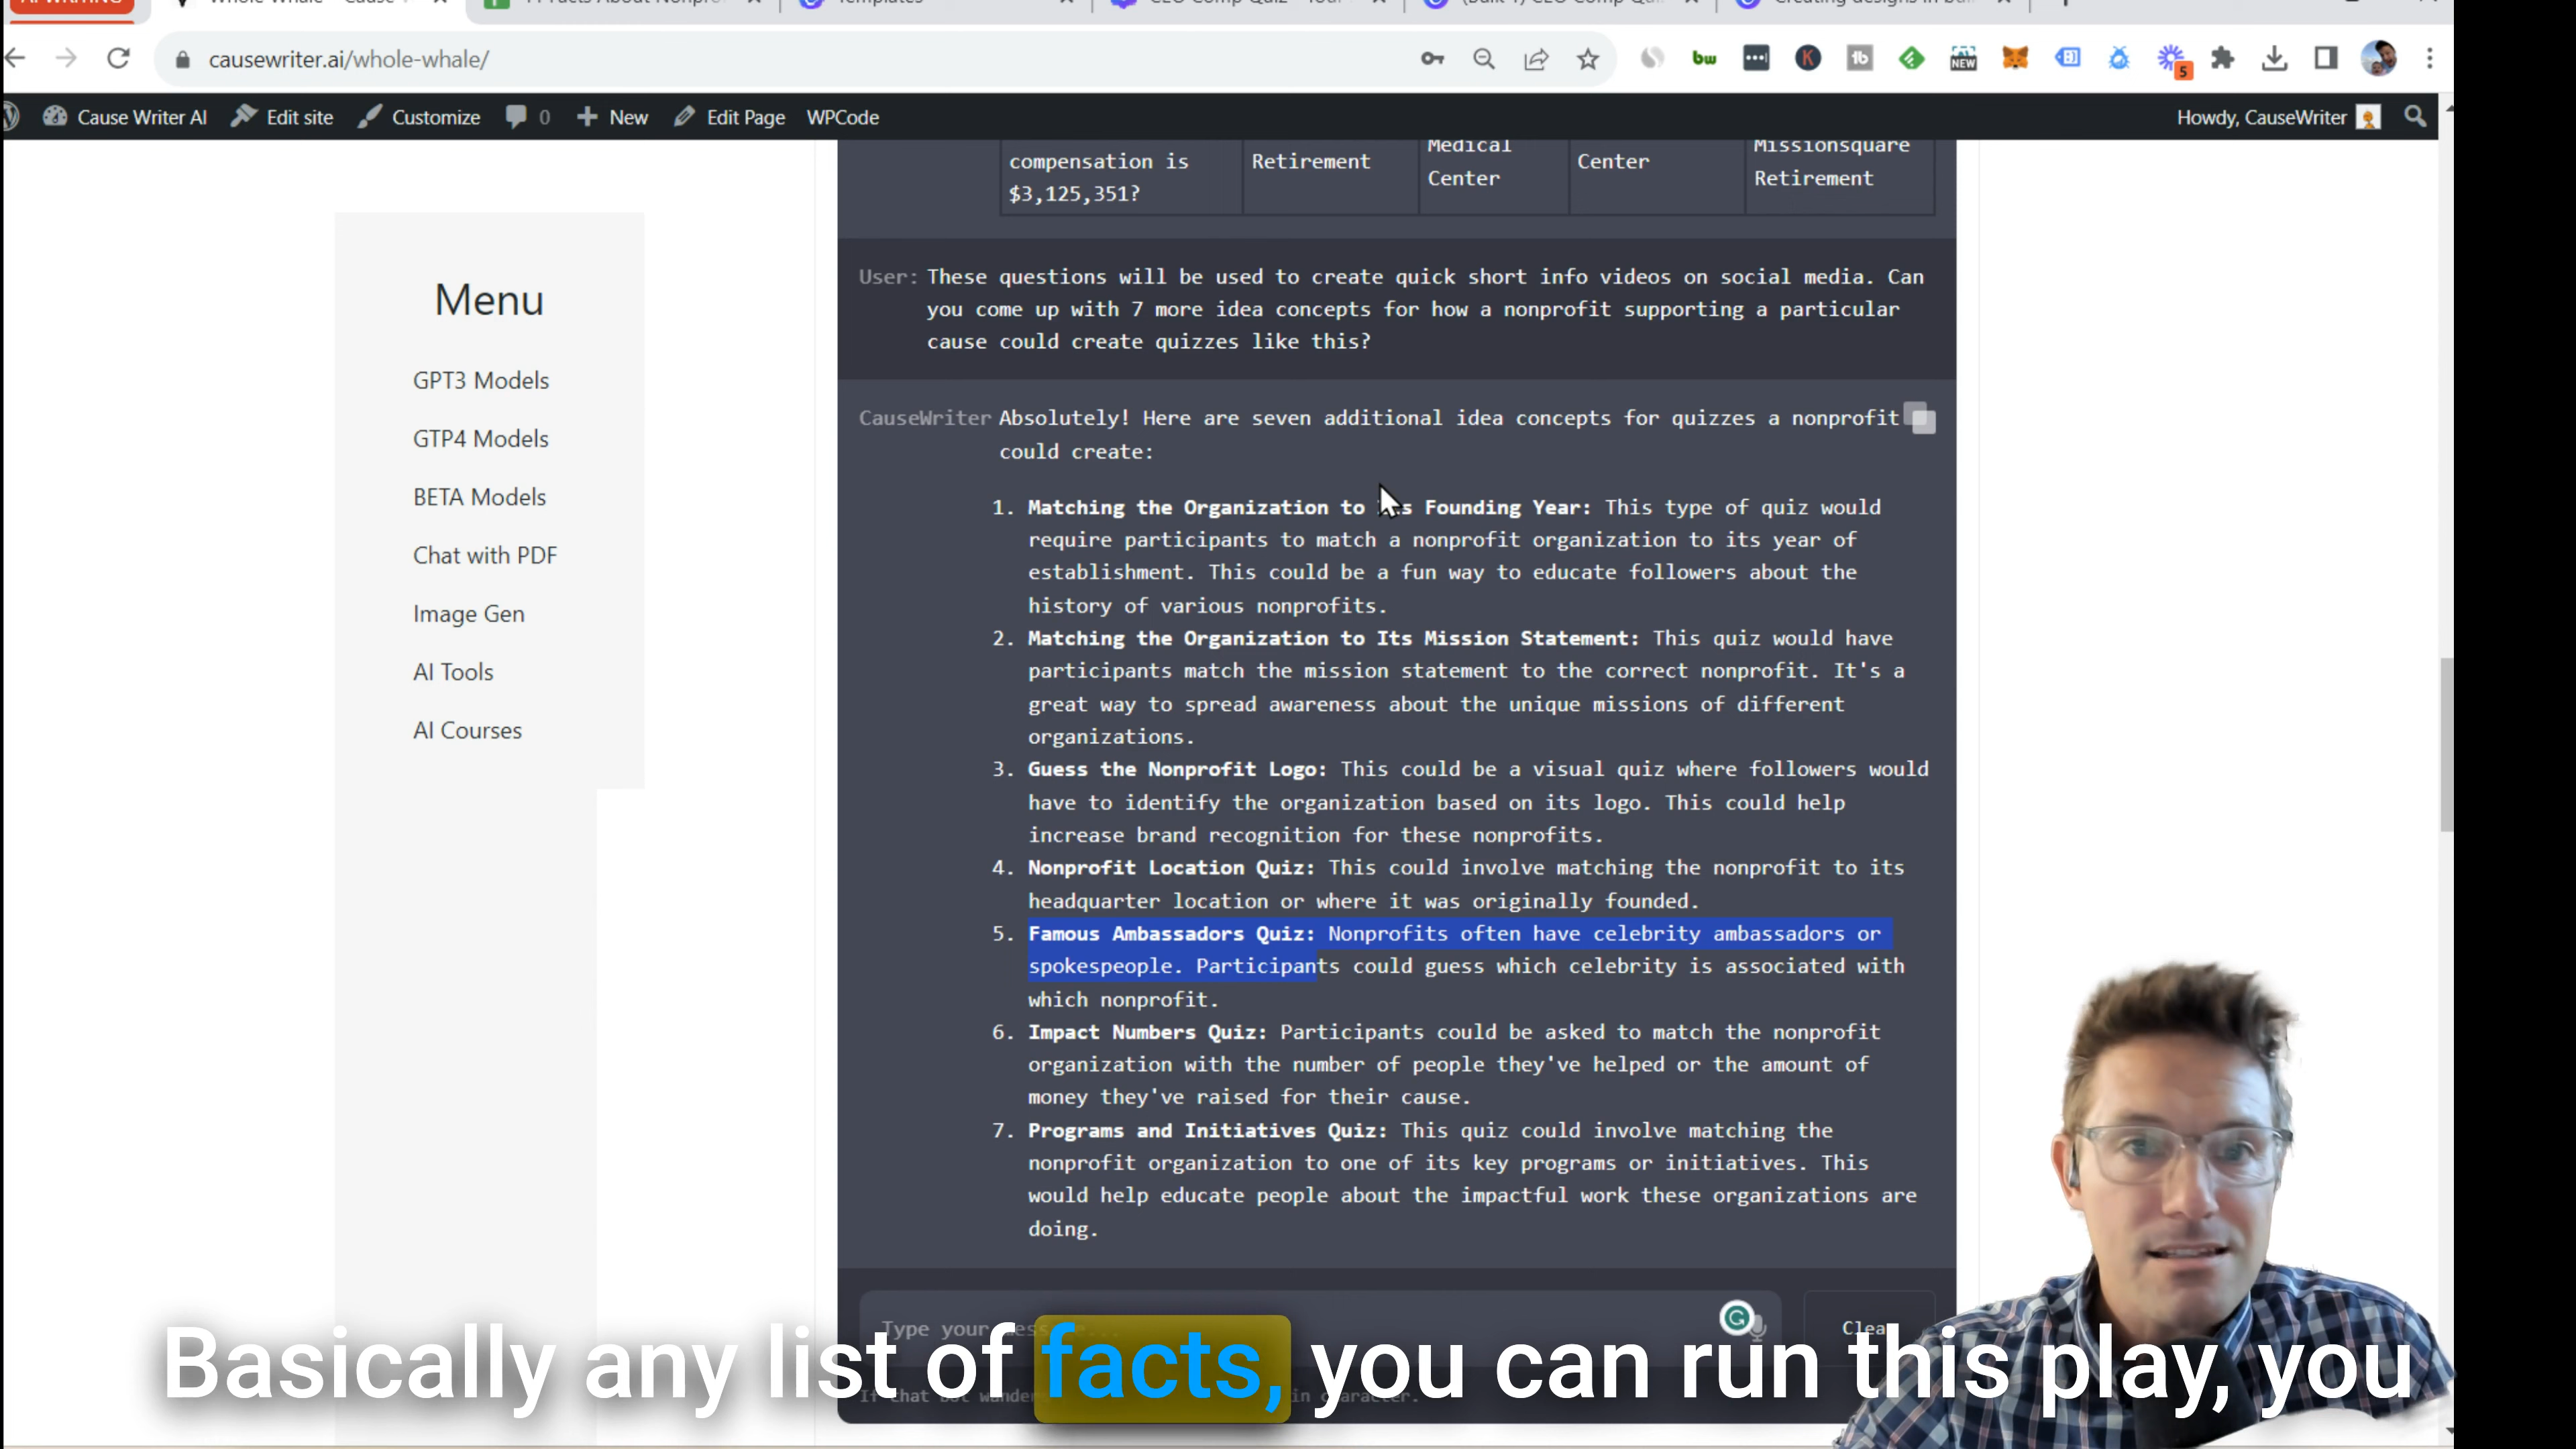 causewriter.ai/whole-whale/
bw
NEW
5
Cause Writer AI
Edit site
Customize
0
New
Edit Page
WPCode
Howdy, CauseWriter
Menu
GPT3 Models
GTP4 Models
BETA Models
Chat with PDF
Image Gen
AI Tools
AI Courses
compensation is
$3,125,351?
Retirement
Medical
Center
Center
Missionsquare
Retirement
User: These questions will be used to create quick short info videos on social media. Can
you come up with 7 more idea concepts for how a nonprofit supporting a particular
cause could create quizzes like this?
CauseWriter Absolutely! Here are seven additional idea concepts for quizzes a nonprofit
could create:
1. Matching the Organization to Its Founding Year: This type of quiz would
require participants to match a nonprofit organization to its year of
establishment. This could be a fun way to educate followers about the
history of various nonprofits.
2. Matching the Organization to Its Mission Statement: This quiz would have
participants match the mission statement to the correct nonprofit. It's a
great way to spread awareness about the unique missions of different
organizations.
3. Guess the Nonprofit Logo: This could be a visual quiz where followers would
have to identify the organization based on its logo. This could help
increase brand recognition for these nonprofits.
4. Nonprofit Location Quiz: This could involve matching the nonprofit to its
headquarter location or where it was originally founded.
5. Famous Ambassadors Quiz: Nonprofits often have celebrity ambassadors or
spokespeople. Participants could guess which celebrity is associated with
which nonprofit.
6. Impact Numbers Quiz: Participants could be asked to match the nonprofit
organization with the number of people they've helped or the amount of
money they've raised for their cause.
7. Programs and Initiatives Quiz: This quiz could involve matching the
nonprofit organization to one of its key programs or initiatives. This
would help educate people about the impactful work these organizations are
doing.
Type your
Basically any list of facts, you can run this play, you
in character.